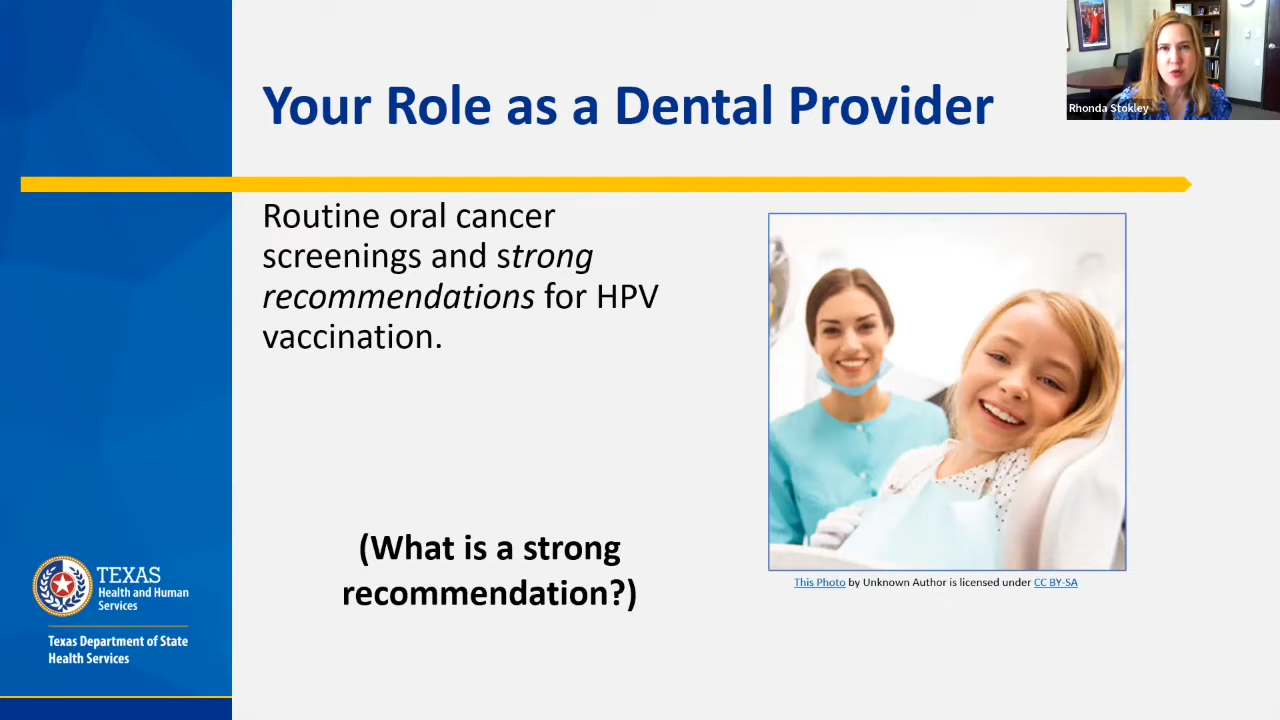 Your Role as a Dental Provider
Rhonda Stokley
Routine oral cancer
screenings and strong
recommendations for HPV
vaccination.
(What is a strong
recommendation?)
This Photo by Unknown Author is licensed under CC BY-SA
TEXAS
Health and Human
Services
Texas Department of State
Health Services